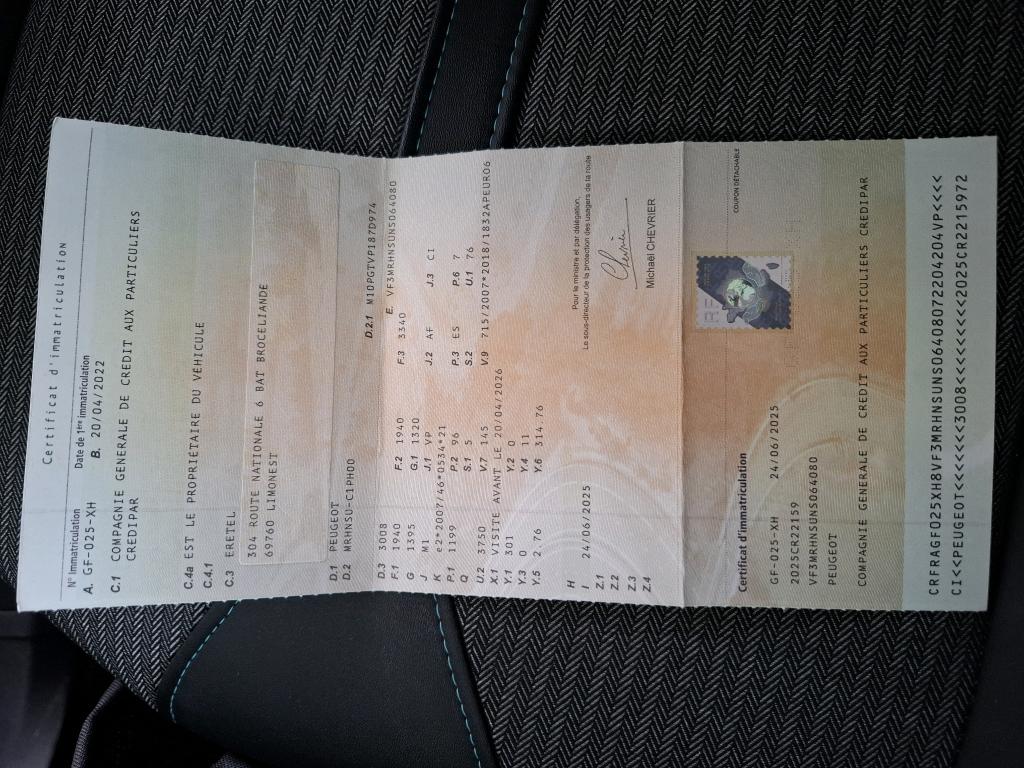 Certificat d'immatriculation
N° Immatriculation Date de 1ère immatriculation
A. GF-025-XH B. 20/04/2022
C.1 COMPAGNIE GENERALE DE CREDIT AUX PARTICULIERS
CREDIPAR
C.4a EST LE PROPRIÉTAIRE DU VÉHICULE
C.4.1
C.3 ERETEL
304 ROUTE NATIONALE 6 BAT BROCELIANDE
69760 LIMONEST
D.1 PEUGEOT
D.2 MRHNSU-C1PH00 D.2.1 M10PGTVP187D974
D.3 3008 E VF3MRHNSUNS064080
F.1 1940 F.2 1940 F.3 3340
G 1395 G.1 1320
J M1 J.1 VP J.2 AF J.3 CI
K e2*2007/46*0534*21
P.1 1199 P.2 96 P.3 ES P.6 7
Q S.1 5 S.2 U.1 76
U.2 3750 V.7 145 V.9 715/2007*2018/1832APEURO6
X.1 VISITE AVANT LE 20/04/2026
Y.1 301 Y.2 0
Y.3 0 Y.4 11
Y.5 2.76 Y.6 314.76
H
I 24/06/2025
Z.1
Z.2
Z.3
Z.4
Pour le ministre et par délégation,
Le sous-directeur de la protection des usagers de la route
Chevrier
Michaël CHEVRIER
RF
COUPON DÉTACHABLE
Certificat d'immatriculation
GF-025-XH 24/06/2025
2025CR22159
VF3MRHNSUNS064080
PEUGEOT
COMPAGNIE GENERALE DE CREDIT AUX PARTICULIERS CREDIPAR
CRFRAGF025XH8VF3MRHNSUNS06408072204204VP<<<<
CI<<PEUGEOT<<<<<<3008<<<<<<<<<2025CR2215972